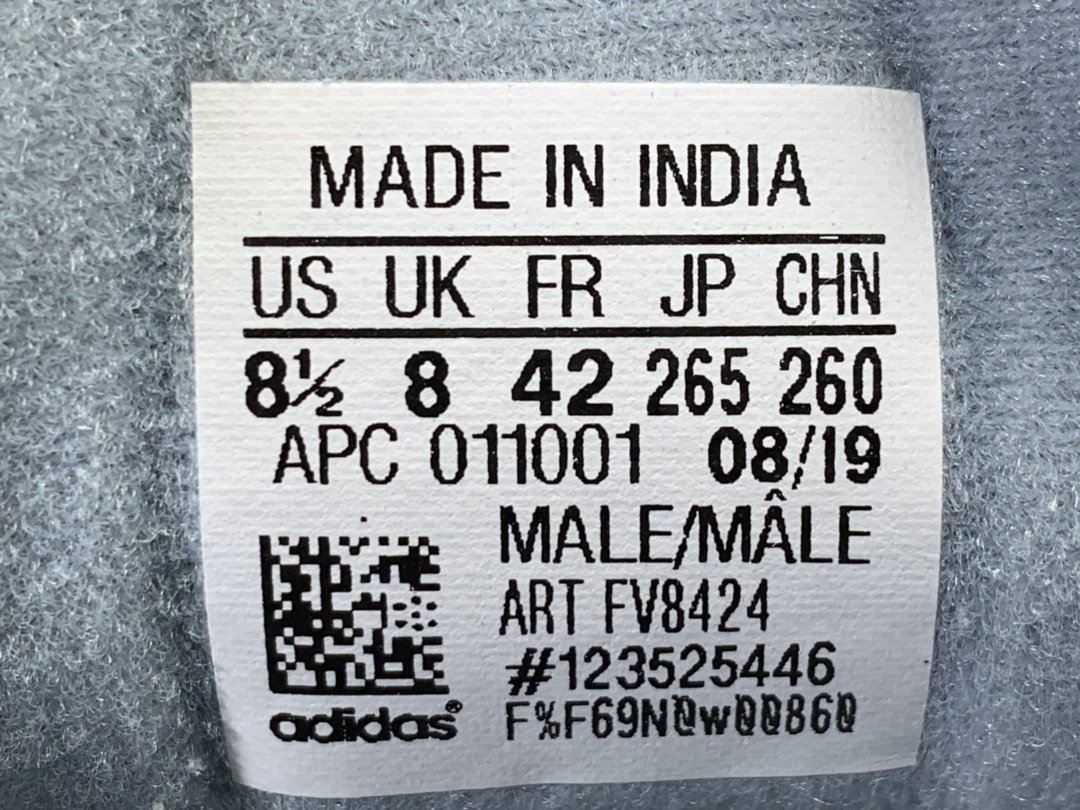 MADE IN INDIA
US UK FR JP CHN
8½ 8 42 265 260
APC 011001 08/19
MALE/MÂLE
ART FV8424
#123525446
adidas® F%F69N0w00860